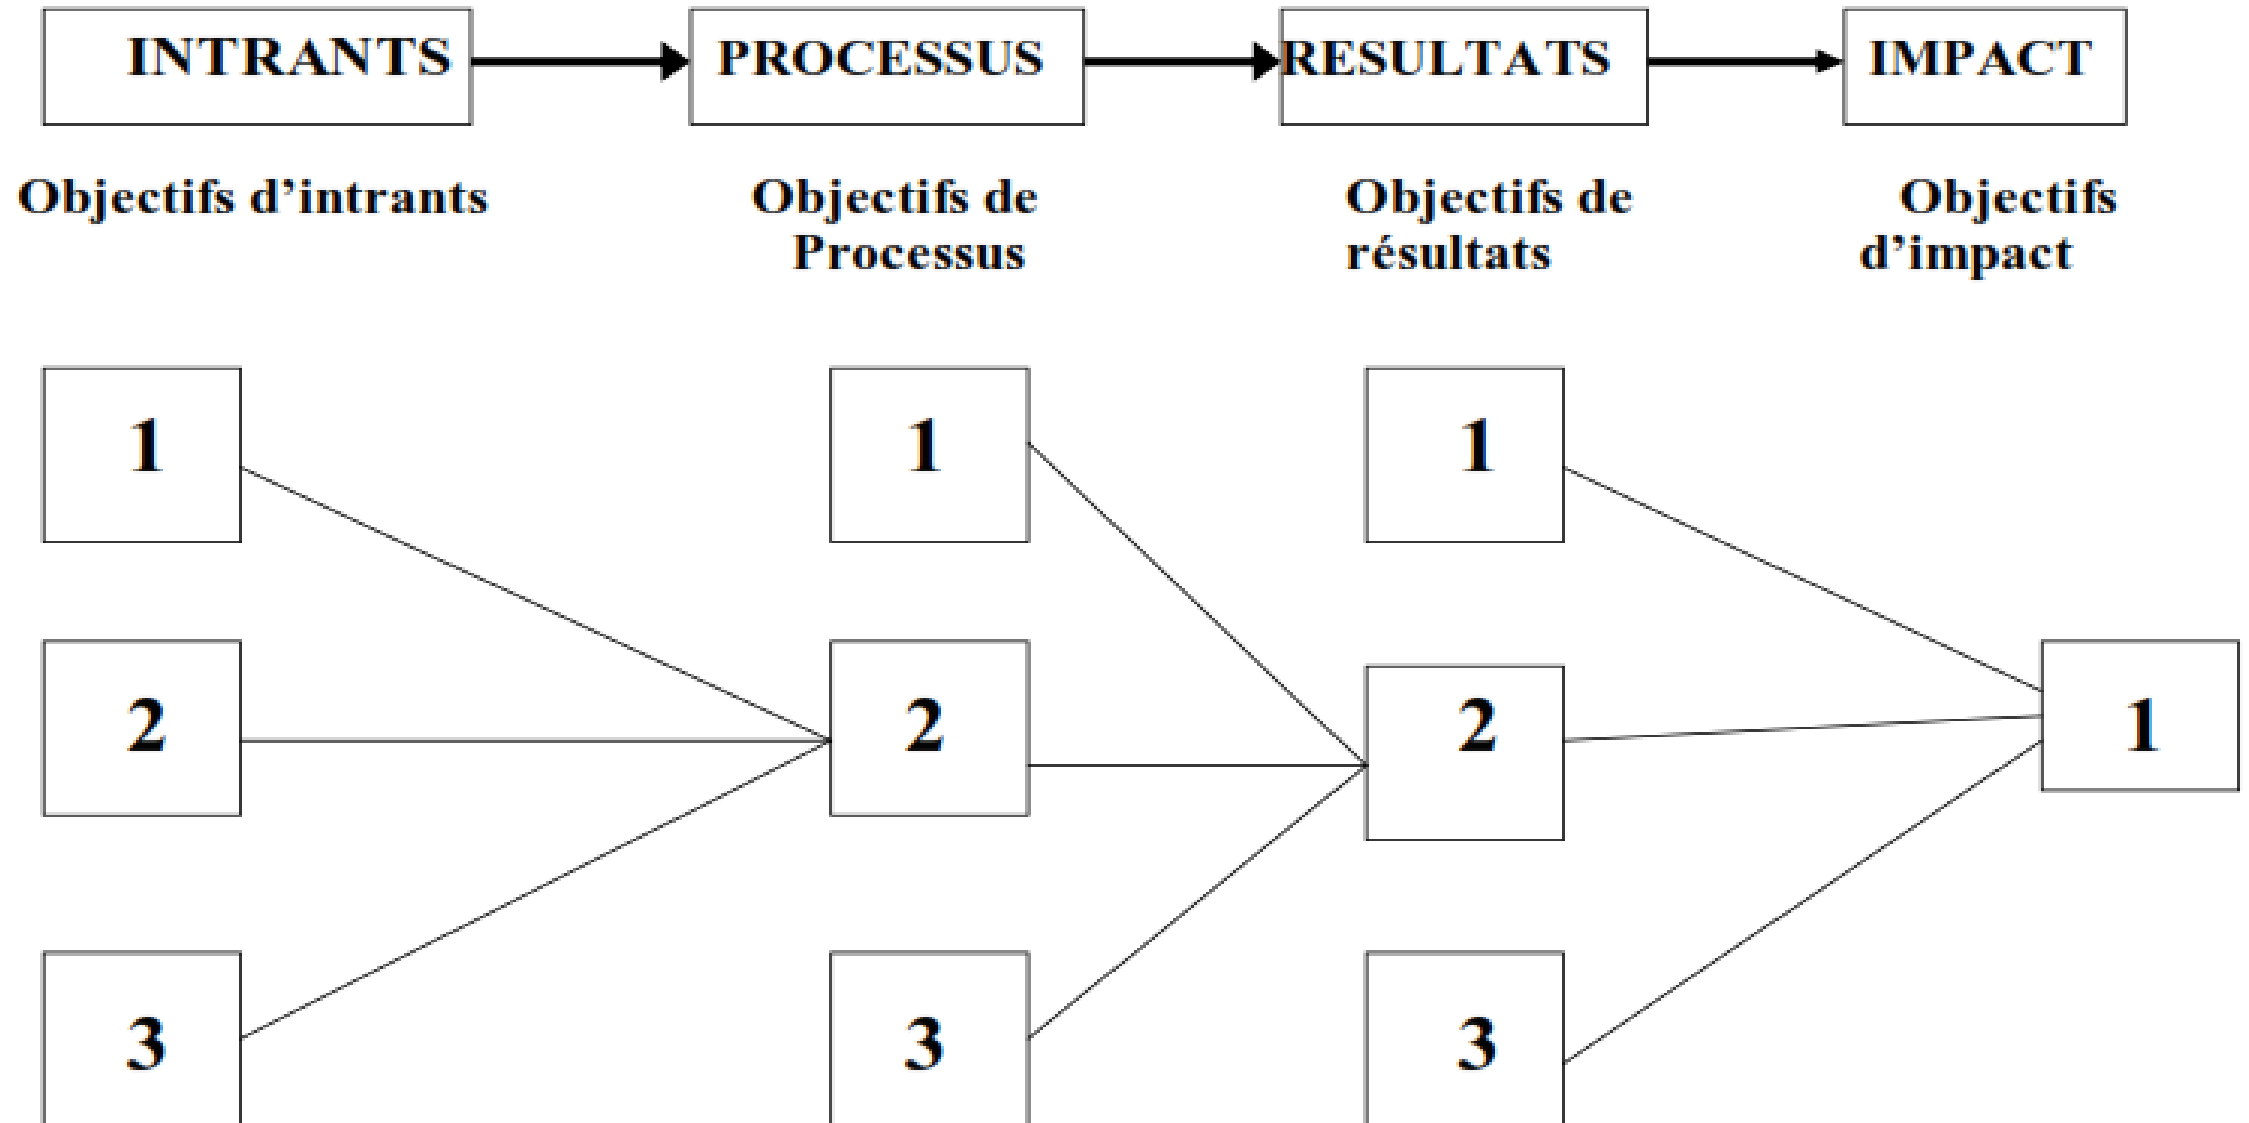 INTRANTS
PROCESSUS
RESULTATS
IMPACT
Objectifs d’intrants
Objectifs de
Processus
Objectifs de
résultats
Objectifs
d’impact
1
1
1
2
2
2
1
3
3
3